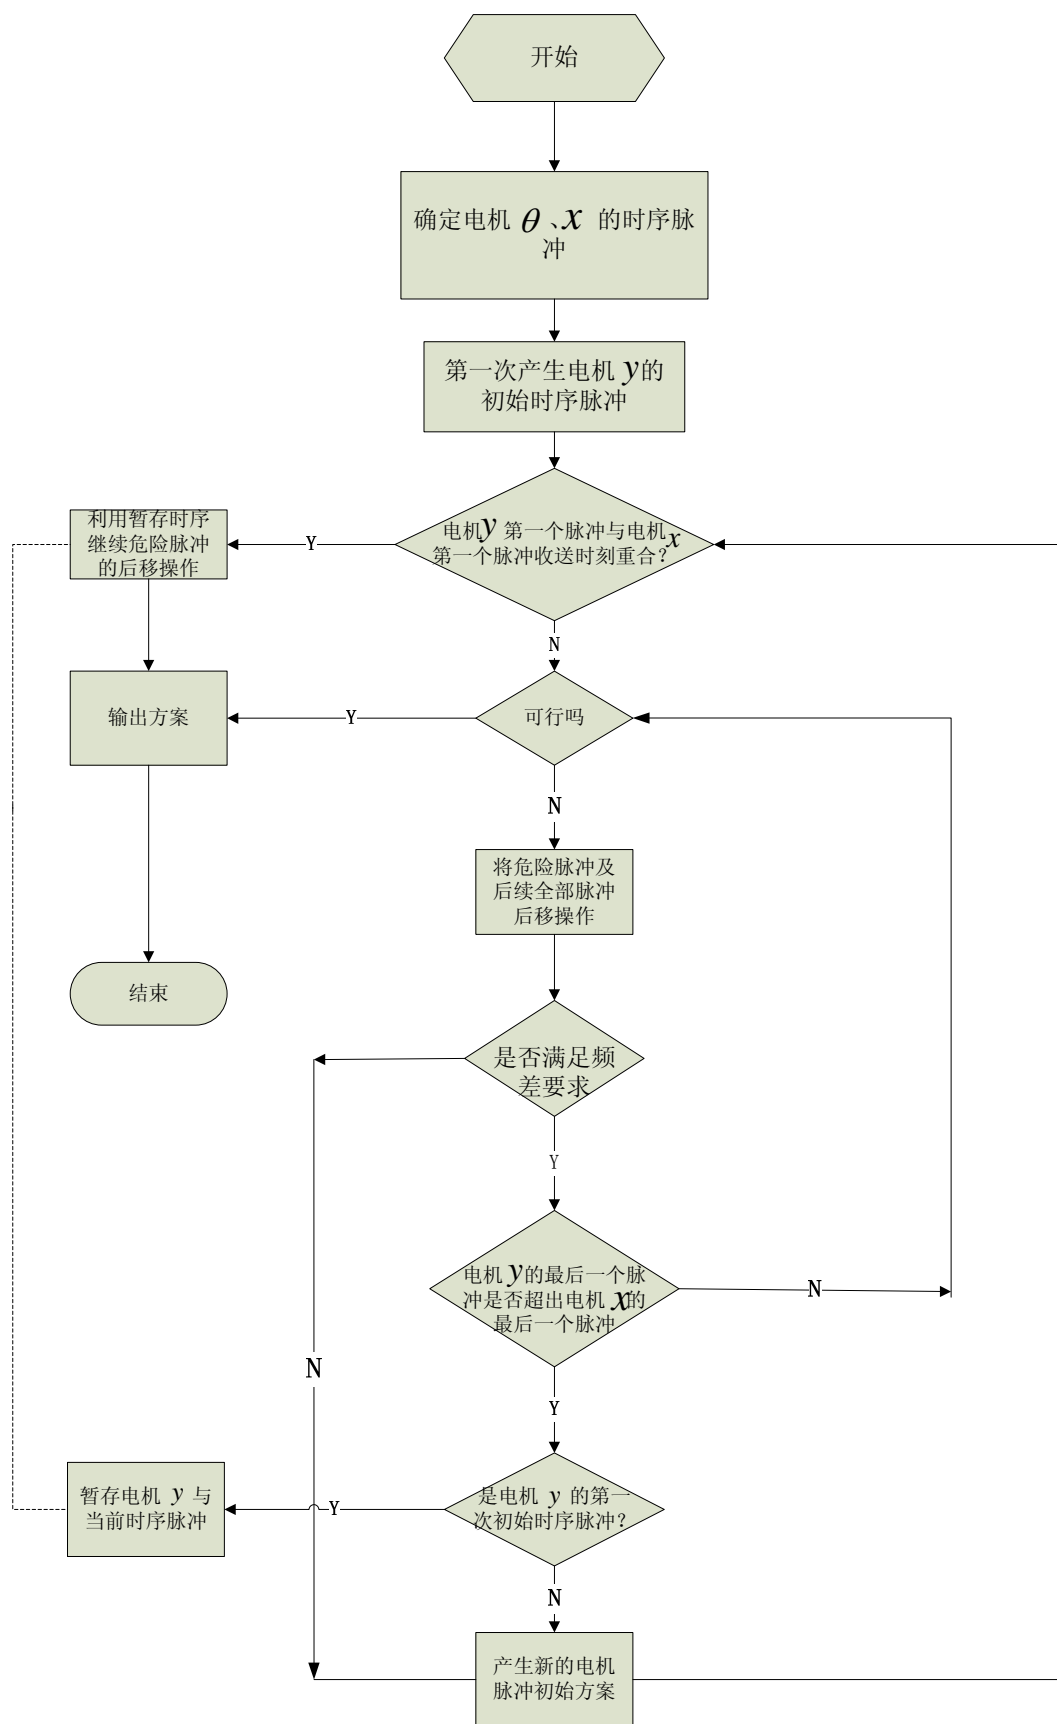 开始
确定电机 θ、x 的时序脉
冲
第一次产生电机 y的
初始时序脉冲
电机y 第一个脉冲与电机x
第一个脉冲收送时刻重合？
Y
利用暂存时序
继续危险脉冲
的后移操作
N
可行吗
Y
输出方案
N
将危险脉冲及
后续全部脉冲
后移操作
结束
是否满足频
差要求
Y
电机 y的最后一个脉
冲是否超出电机 x的
最后一个脉冲
N
N
Y
是电机 y 的第一
次初始时序脉冲？
Y
暂存电机 y 与
当前时序脉冲
N
产生新的电机
脉冲初始方案